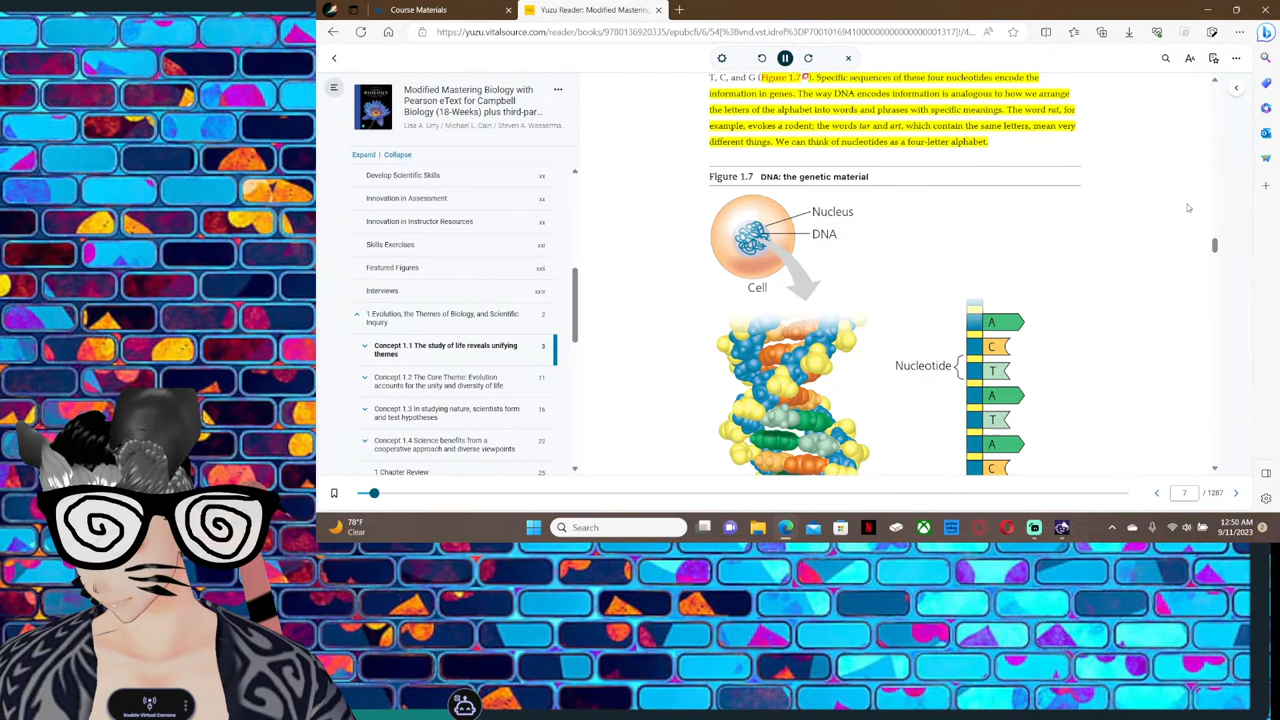 Course Materials
Yuzu Reader: Modified Mastering
https://yuzu.vitalsource.com/reader/books/9780136920335/epubcfi/6/54[%3Bvnd.vst.idref%3DP7001016941000000000000000001317]!/4...
Modified Mastering Biology with
Pearson eText for Campbell
Biology (18-Weeks) plus third-par...
Lisa A. Urry / Michael L. Cain / Steven A. Wasserma...
Expand | Collapse
Develop Scientific Skills xx
Innovation in Assessment xx
Innovation in Instructor Resources xx
Skills Exercises xxi
Featured Figures xxii
Interviews xxiv
1 Evolution, the Themes of Biology, and Scientific 2
Inquiry
Concept 1.1 The study of life reveals unifying 3
themes
Concept 1.2 The Core Theme: Evolution 11
accounts for the unity and diversity of life
Concept 1.3 In studying nature, scientists form 16
and test hypotheses
Concept 1.4 Science benefits from a 22
cooperative approach and diverse viewpoints
1 Chapter Review 25
T, C, and G (Figure 1.7). Specific sequences of these four nucleotides encode the
information in genes. The way DNA encodes information is analogous to how we arrange
the letters of the alphabet into words and phrases with specific meanings. The word rat, for
example, evokes a rodent; the words tar and art, which contain the same letters, mean very
different things. We can think of nucleotides as a four-letter alphabet.
Figure 1.7 DNA: the genetic material
Nucleus
DNA
Cell
Nucleotide
A
C
T
A
T
A
C
7 / 1287
78°F
Clear
Search
12:50 AM
9/11/2023
Enable Virtual Camera